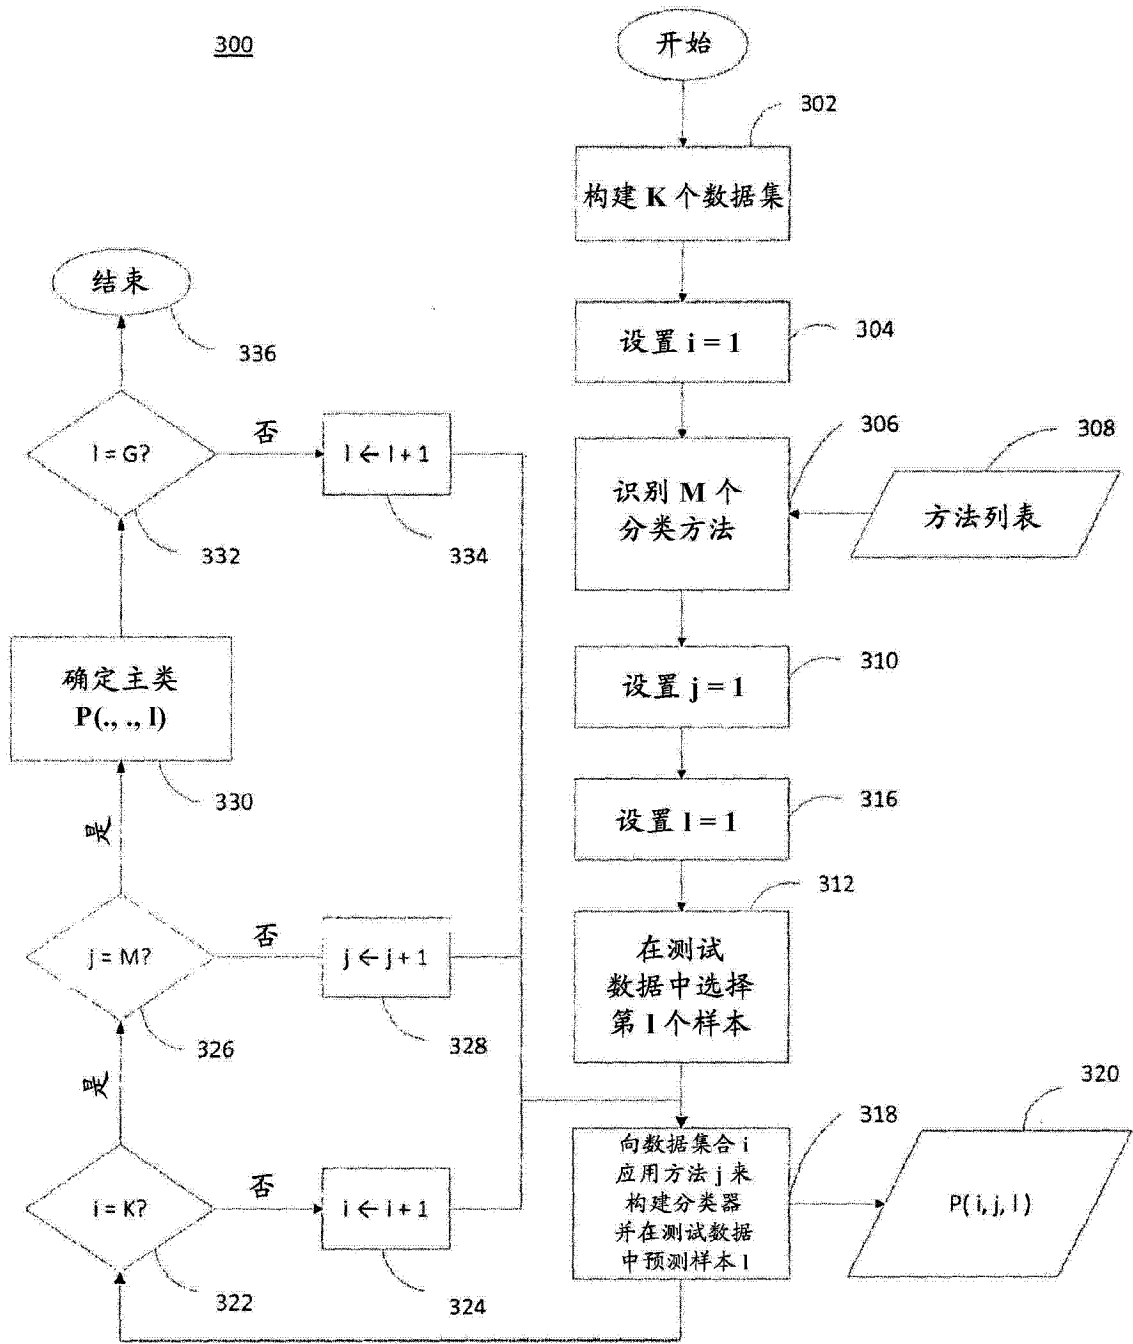 300
开始
302
构建 K 个数据集
结束
336
设置 i = 1
304
l = G?
否
l ← l + 1
332
334
识别 M 个
分类方法
306
308
方法列表
设置 j = 1
310
确定主类
P(., ., l)
330
设置 l = 1
316
是
312
在测试
数据中选择
第 l 个样本
j = M?
否
j ← j + 1
326
328
是
向数据集合 i
应用方法 j 来
构建分类器
并在测试数据
中预测样本 l
318
320
P( i, j, l )
i = K?
否
i ← i + 1
322
324